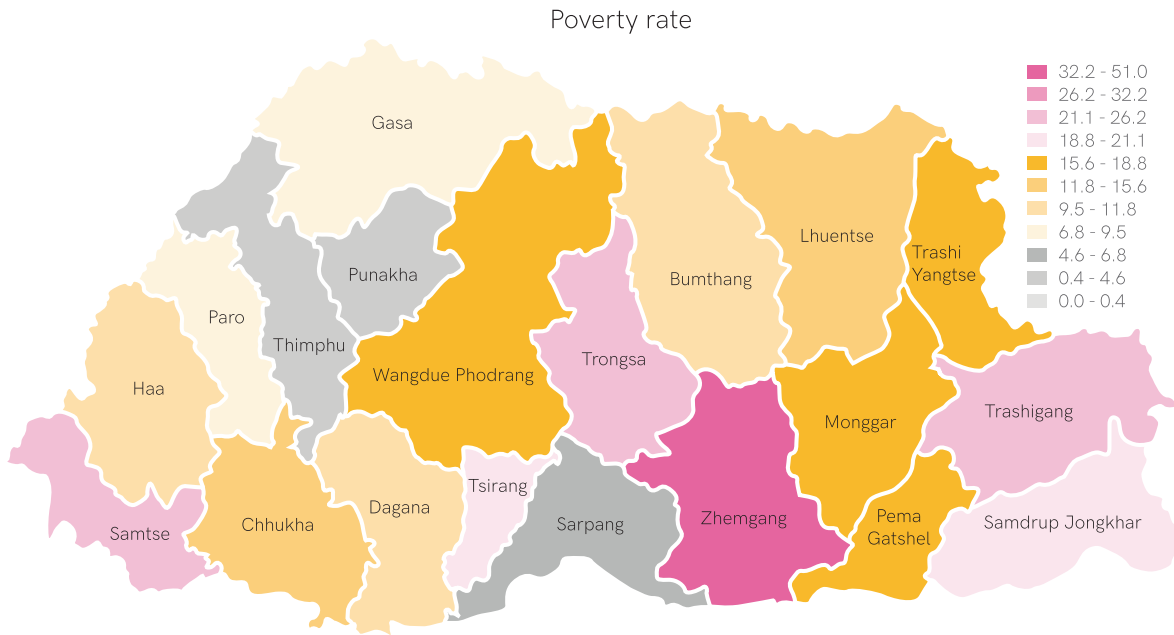 Poverty rate
32.2 - 51.0
26.2 - 32.2
21.1 - 26.2
18.8 - 21.1
15.6 - 18.8
11.8 - 15.6
9.5 - 11.8
6.8 - 9.5
4.6 - 6.8
0.4 - 4.6
0.0 - 0.4
Gasa
Lhuentse
Trashi
Yangtse
Punakha
Bumthang
Paro
Thimphu
Trongsa
Wangdue Phodrang
Haa
Trashigang
Monggar
Tsirang
Dagana
Zhemgang
Pema
Gatshel
Samdrup Jongkhar
Chhukha
Sarpang
Samtse